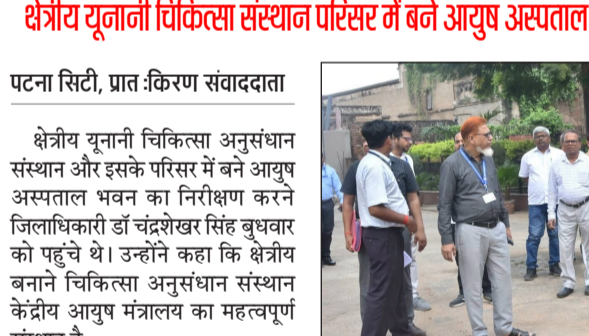 क्षेत्रीय यूनानी चिकित्सा संस्थान परिसर में बने आयुष अस्पताल
पटना सिटी, प्रात :किरण संवाददाता
क्षेत्रीय यूनानी चिकित्सा अनुसंधान
संस्थान और इसके परिसर में बने आयुष
अस्पताल भवन का निरीक्षण करने
जिलाधिकारी डॉ चंद्रशेखर सिंह बुधवार
को पहुंचे थे। उन्होंने कहा कि क्षेत्रीय
बनाने चिकित्सा अनुसंधान संस्थान
केंद्रीय आयुष मंत्रालय का महत्वपूर्ण